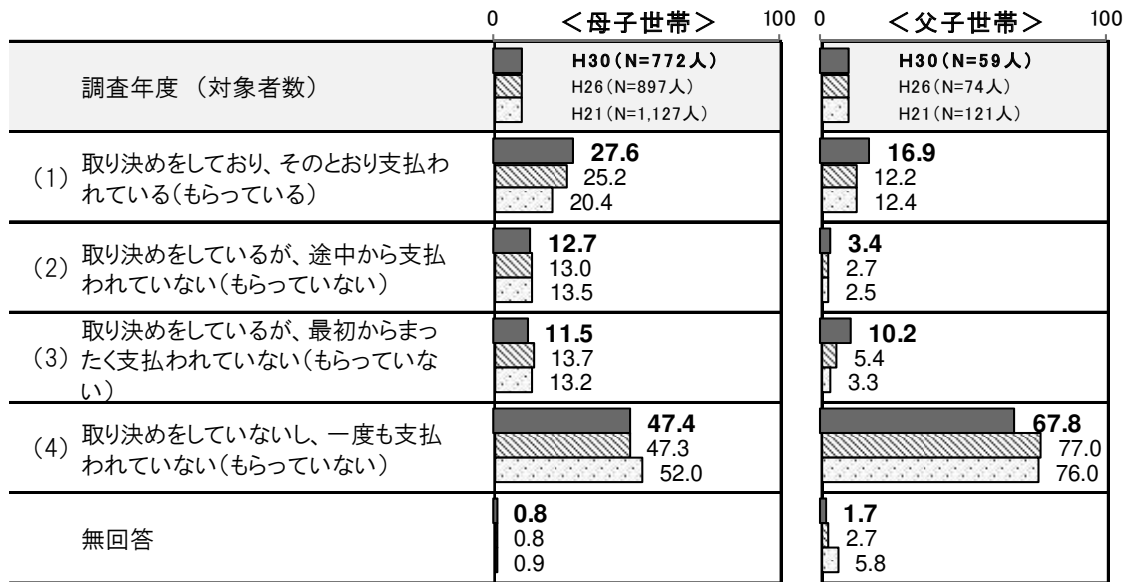 0 ＜母子世帯＞ 100 0 ＜父子世帯＞ 100
調査年度 （対象者数）
H30（N=772人）
H26（N=897人）
H21（N=1,127人）
H30（N=59人）
H26（N=74人）
H21（N=121人）
（1） 取り決めをしており、そのとおり支払わ
れている（もらっている）
27.6
25.2
20.4
16.9
12.2
12.4
（2） 取り決めをしているが、途中から支払
われていない（もらっていない）
12.7
13.0
13.5
3.4
2.7
2.5
（3） 取り決めをしているが、最初からまっ
たく支払われていない（もらっていな
い）
11.5
13.7
13.2
10.2
5.4
3.3
（4） 取り決めをしていないし、一度も支払
われていない（もらっていない）
47.4
47.3
52.0
67.8
77.0
76.0
無回答
0.8
0.8
0.9
1.7
2.7
5.8